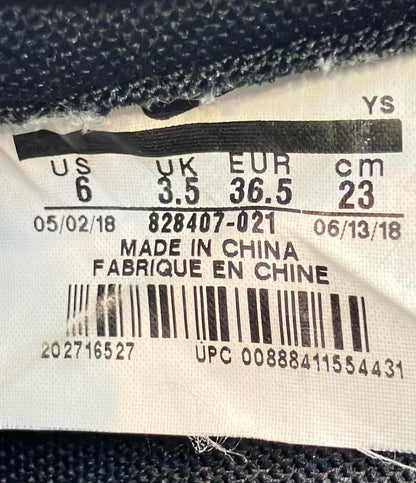 YS
US UK EUR cm
6 3.5 36.5 23
05/02/18 828407-021 06/13/18
MADE IN CHINA
FABRIQUE EN CHINE
202716527 UPC 00888411554431